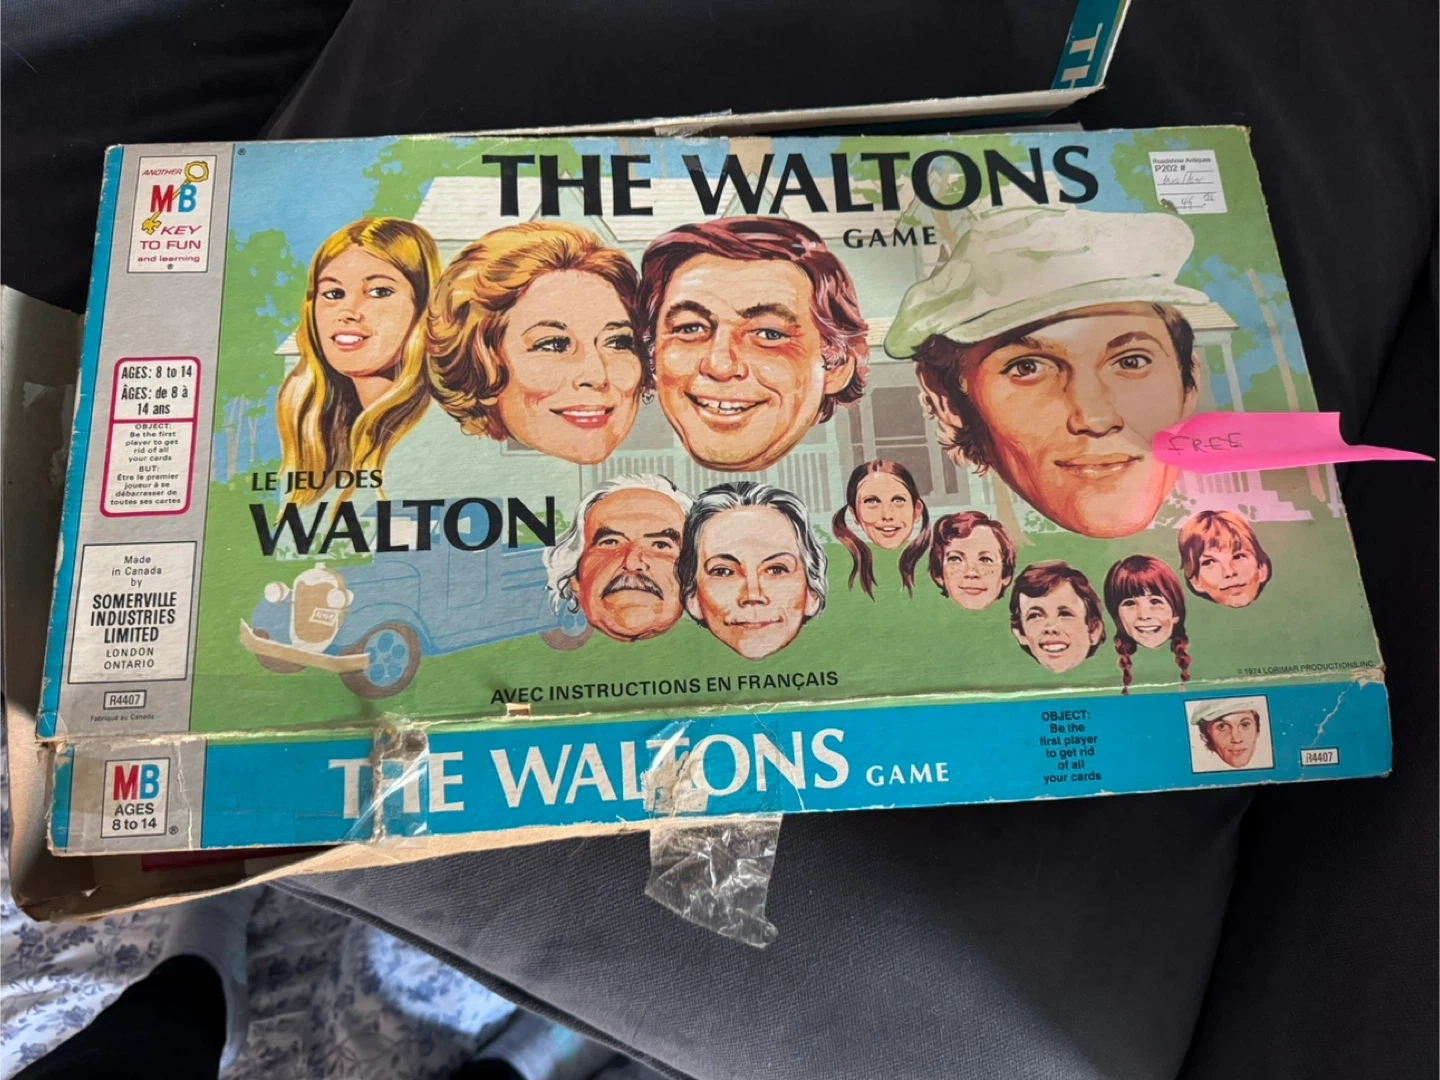 TH
THE WALTONS
GAME
Roadshow Antiques
P202 #
ANOTHER
MB
KEY
TO FUN
and learning
®
®
AGES: 8 to 14
ÂGES: de 8 à
14 ans
OBJECT:
Be the first
player to get
rid of all
your cards
BUT:
Être le premier
joueur à se
débarrasser de
toutes ses cartes
FREE
LE JEU DES
WALTON
Made
in Canada
by
SOMERVILLE
INDUSTRIES
LIMITED
LONDON
ONTARIO
R4407
Fabriqué au Canada
AVEC INSTRUCTIONS EN FRANÇAIS
© 1974 LORIMAR PRODUCTIONS, INC.
MB
AGES
8 to 14
®
THE WALTONS GAME
OBJECT:
Be the
first player
to get rid
of all
your cards
R4407